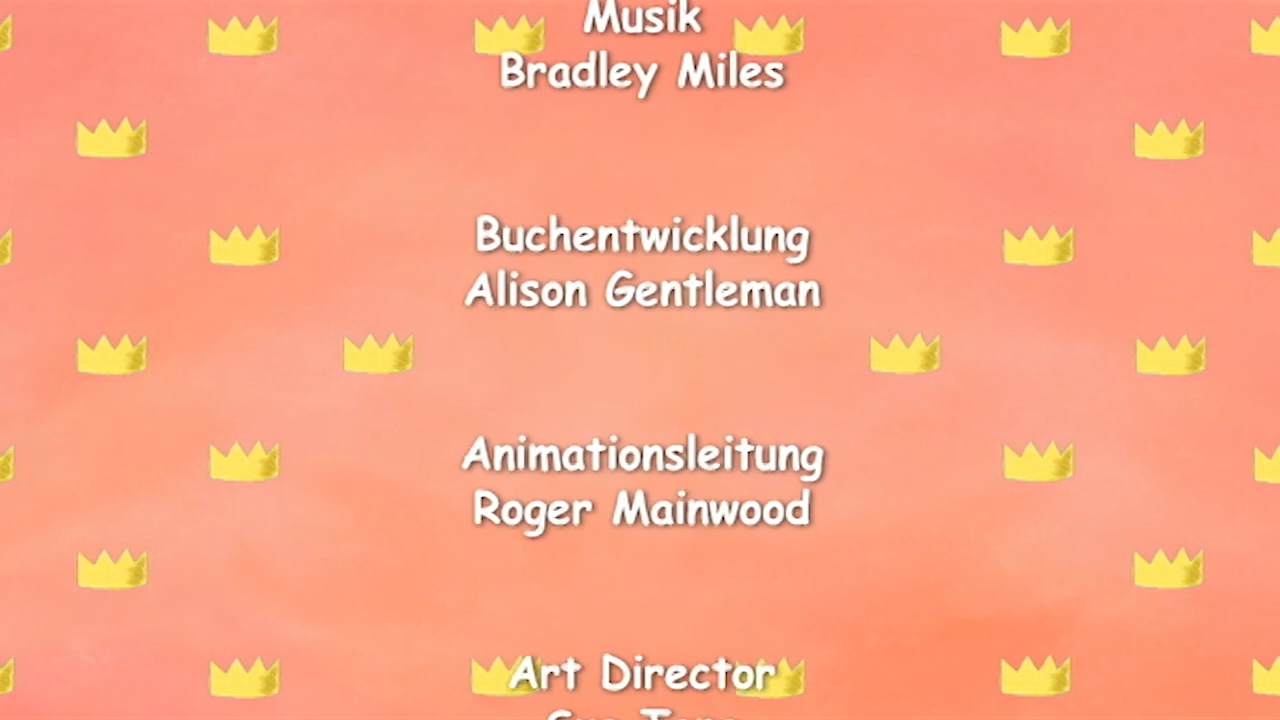 Musik
Bradley Miles
Buchentwicklung
Alison Gentleman
Animationsleitung
Roger Mainwood
Art Director